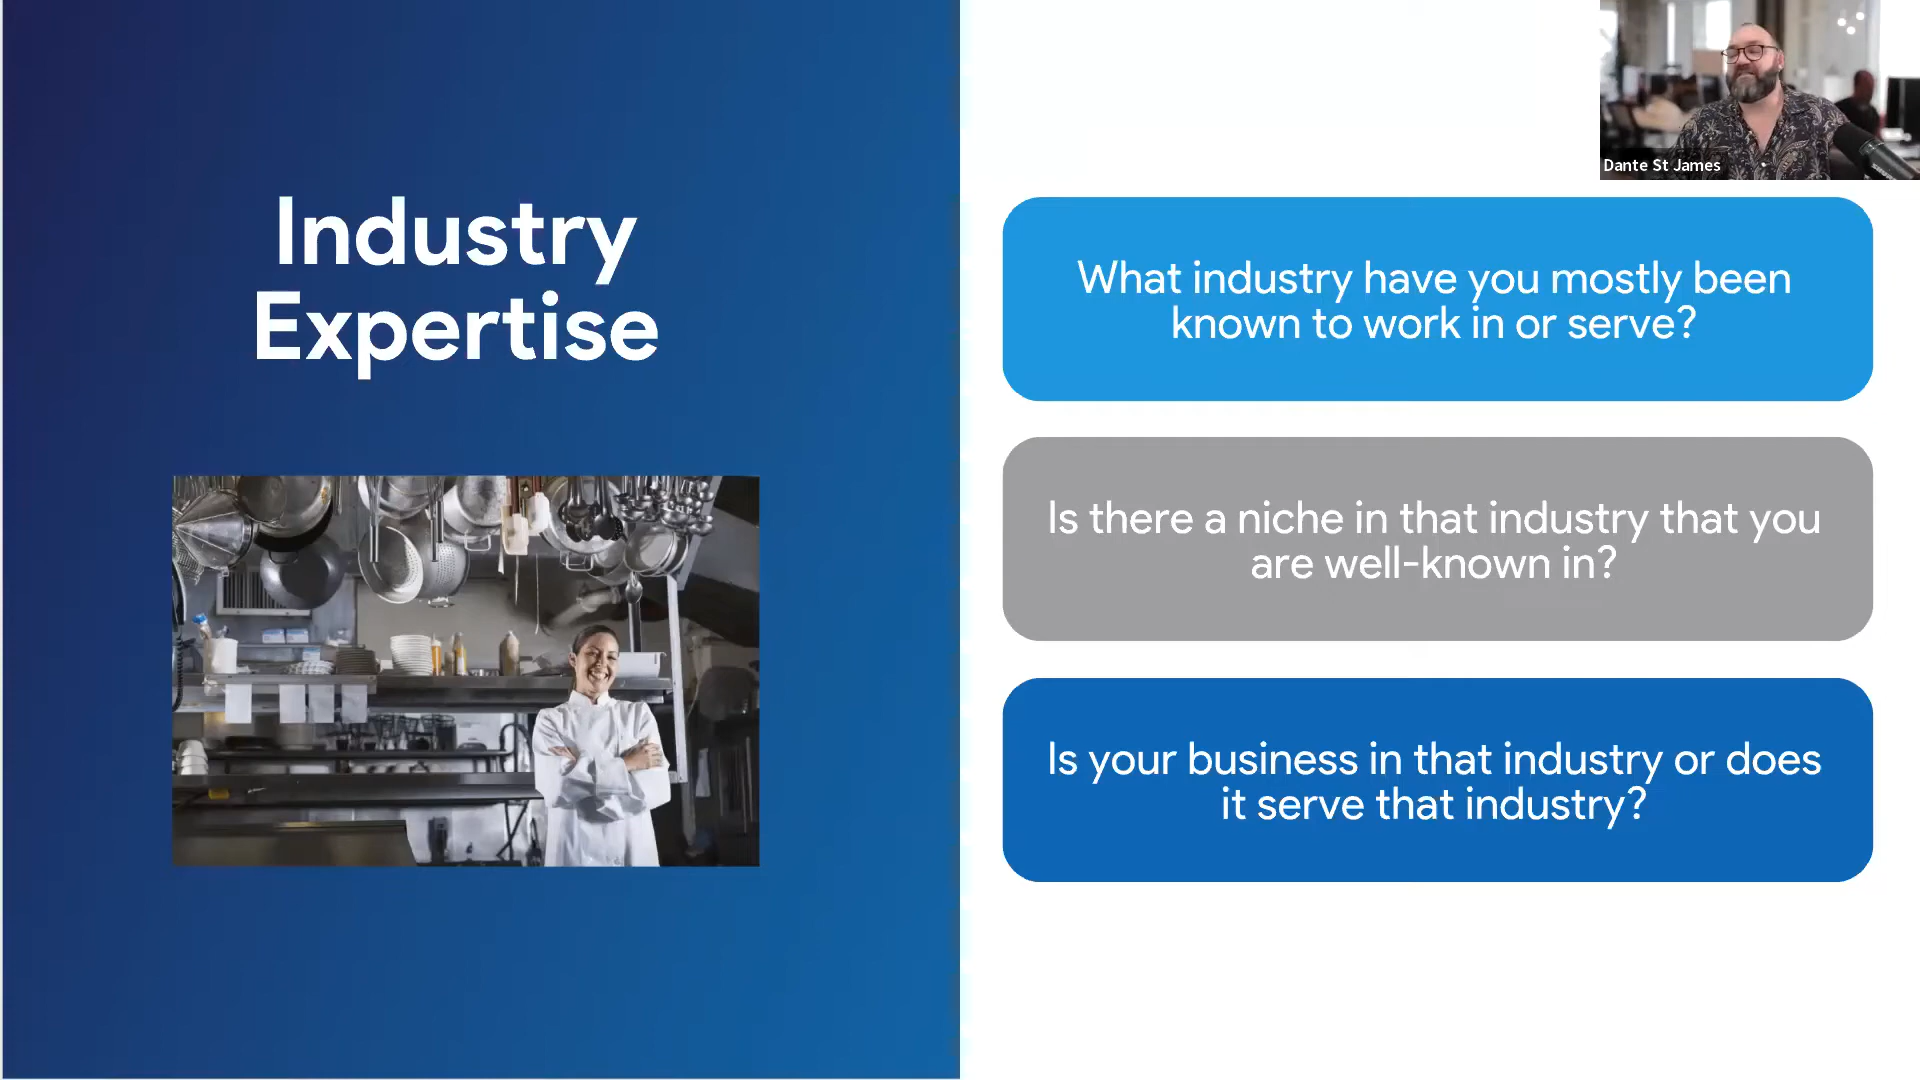 Industry
Expertise
Dante St James
What industry have you mostly been
known to work in or serve?
Is there a niche in that industry that you
are well-known in?
Is your business in that industry or does
it serve that industry?